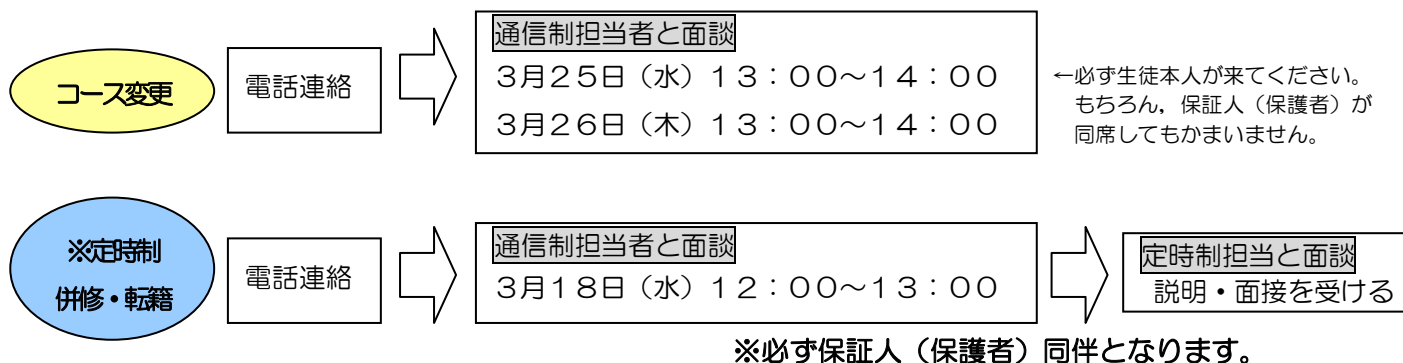 コース変更
電話連絡
通信制担当者と面談
3月25日（水）13：00～14：00
3月26日（木）13：00～14：00
←必ず生徒本人が来てください。
もちろん，保証人（保護者）が
同席してもかまいません。
※定時制
併修・転籍
電話連絡
通信制担当者と面談
3月18日（水）12：00～13：00
定時制担当と面談
説明・面接を受ける
※必ず保証人（保護者）同伴となります。